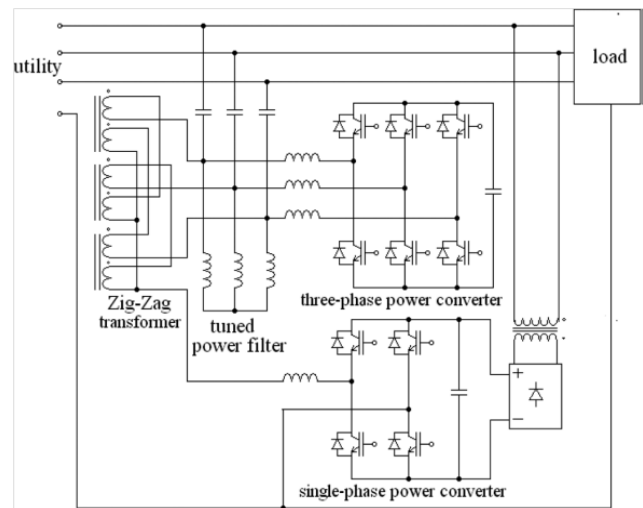 load
utility
three-phase power converter
Zig-Zag
transformer
tuned
power filter
+
−
single-phase power converter